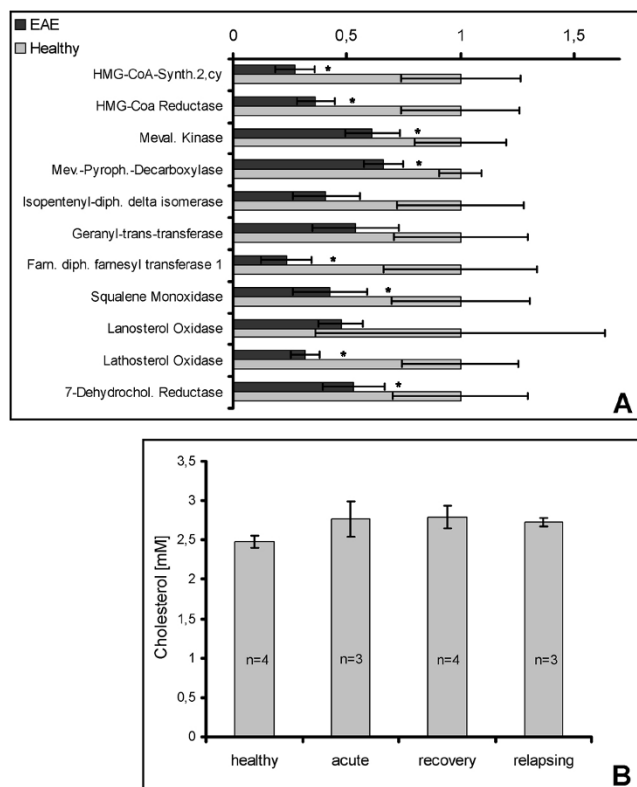 EAE
Healthy
0 0,5 1 1,5
HMG-CoA-Synth.2,cy *
HMG-Coa Reductase *
Meval. Kinase *
Mev.-Pyroph.-Decarboxylase *
Isopentenyl-diph. delta isomerase
Geranyl-trans-transferase
Farn. diph. farnesyl transferase 1 *
Squalene Monoxidase *
Lanosterol Oxidase
Lathosterol Oxidase *
7-Dehydrochol. Reductase *
A
Cholesterol [mM]
3,5
3
2,5
2
1,5
1
0,5
0
n=4 n=3 n=4 n=3
healthy acute recovery relapsing
B